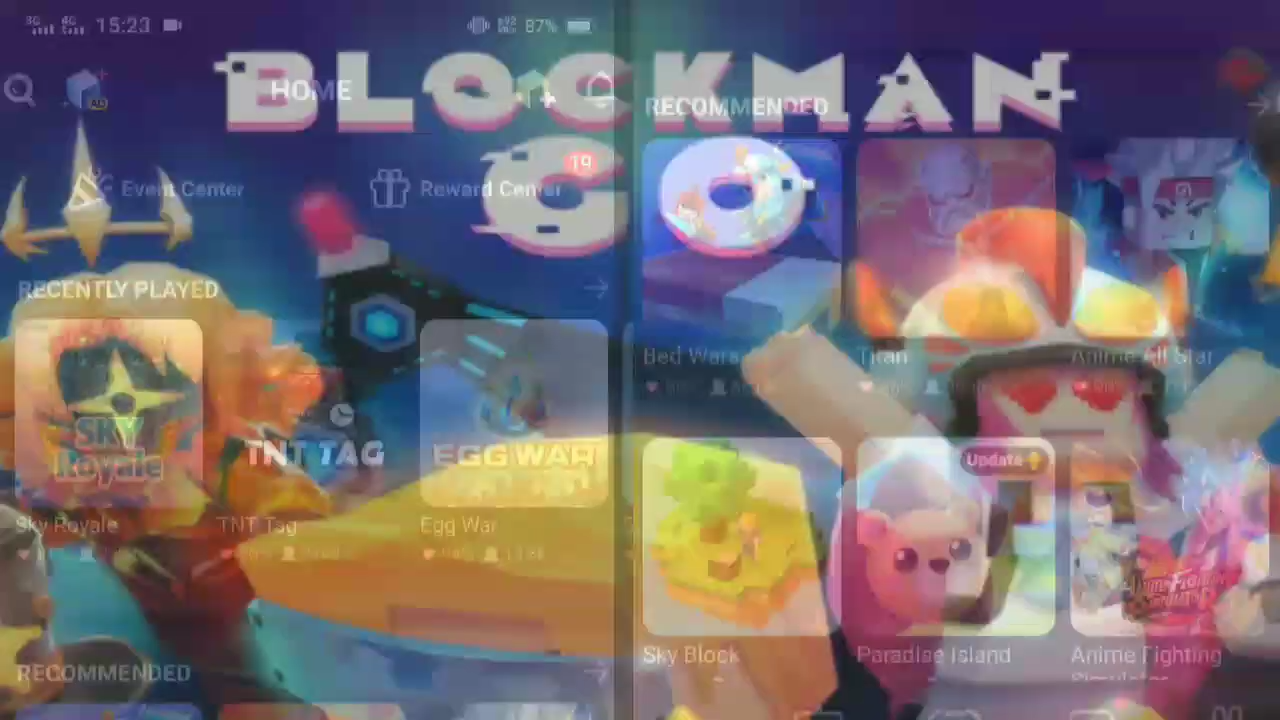 15:23
87%
BLOCKMAN
GO
HOME
AD
Event Center
Reward Center
19
RECENTLY PLAYED
SKY
Royale
TNT TAG
EGG WAR
Sky Royale
TNT Tag
Egg War
RECOMMENDED
RECOMMENDED
Bed Wars
Titan
Anime All Star
Update
Sky Block
Paradise Island
Anime Fighting
Simulator